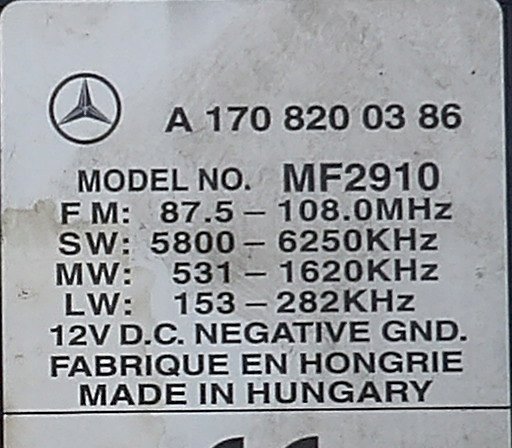 A 170 820 03 86
MODEL NO. MF2910
FM: 87.5 – 108.0MHz
SW: 5800 – 6250KHz
MW: 531 – 1620KHz
LW: 153 – 282KHz
12V D.C. NEGATIVE GND.
FABRIQUE EN HONGRIE
MADE IN HUNGARY